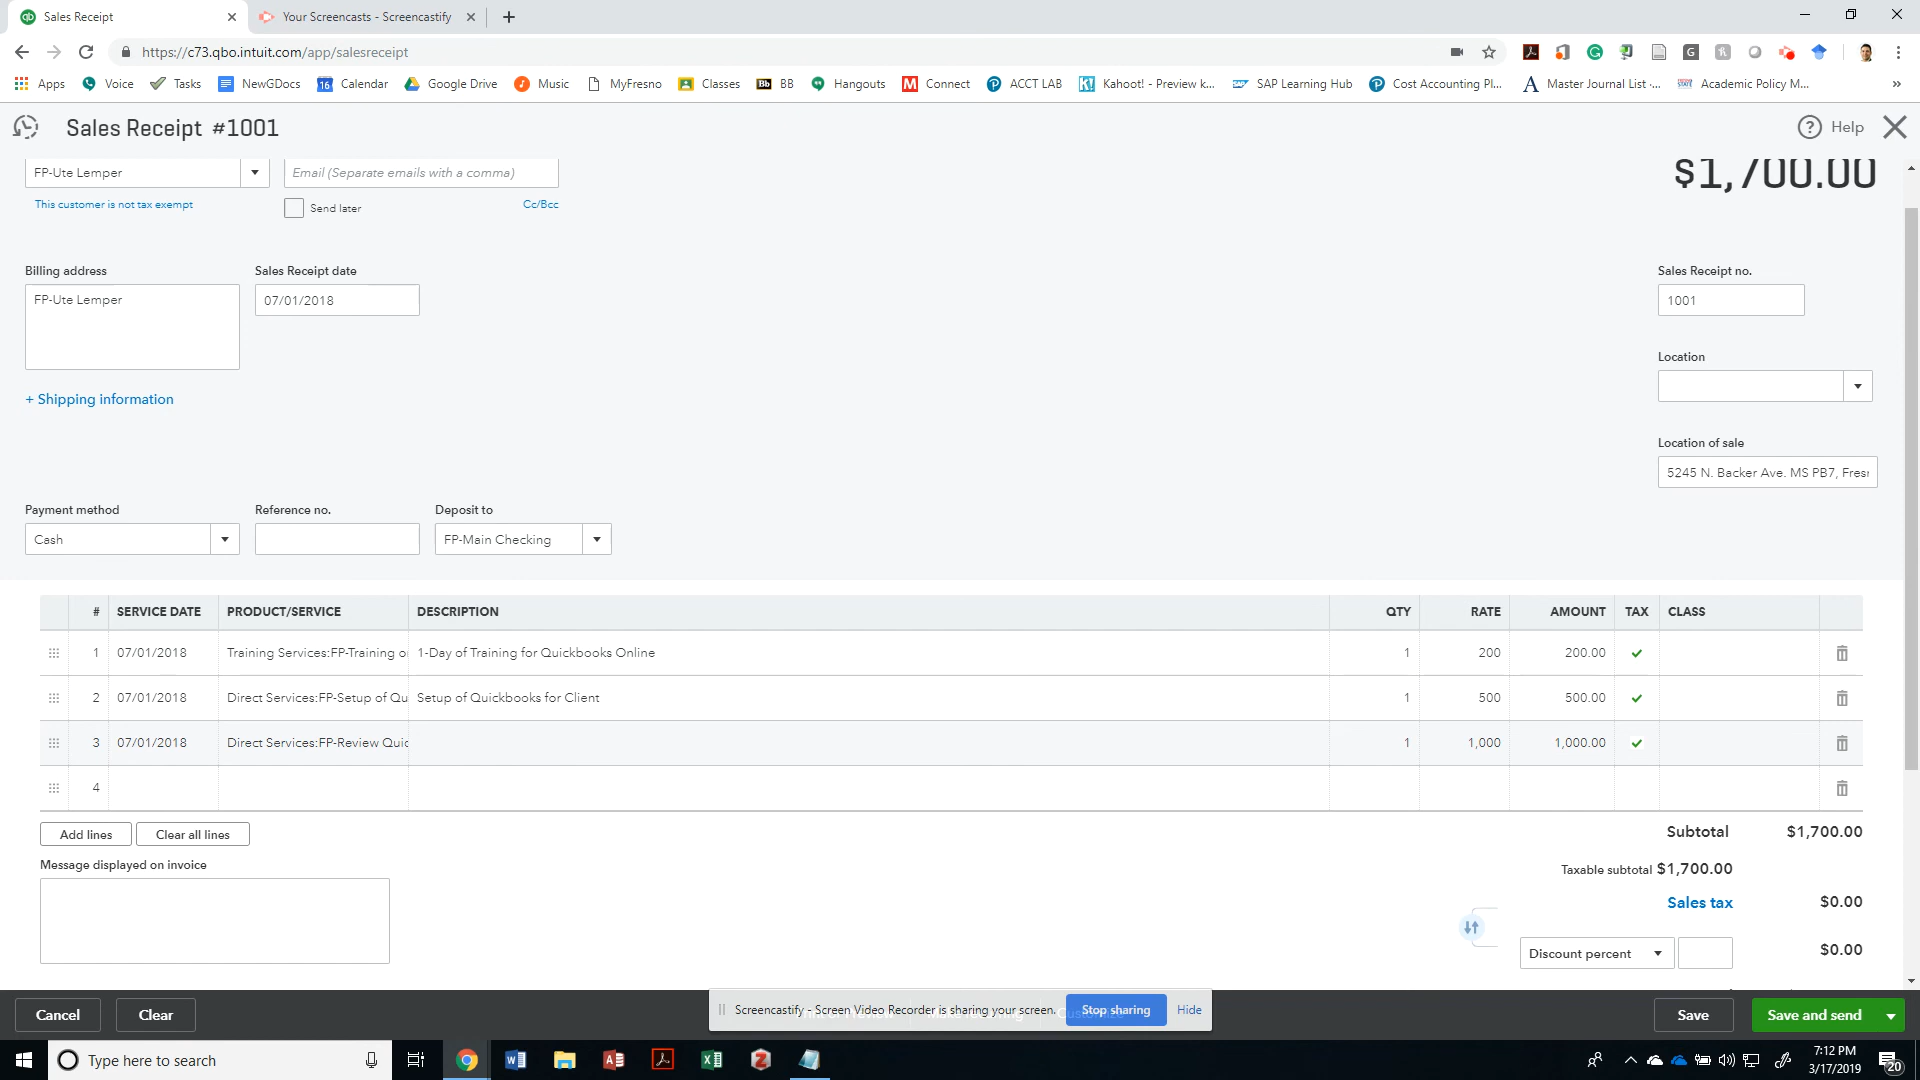 Sales Receipt
Your Screencasts - Screencastify
https://c73.qbo.intuit.com/app/salesreceipt
Apps Voice Tasks NewGDocs 16 Calendar Google Drive Music MyFresno Classes Bb BB Hangouts M Connect ACCT LAB Kahoot! - Preview k... SAP Learning Hub Cost Accounting Pl... Master Journal List -... Academic Policy M... »
Sales Receipt #1001
? Help
FP-Ute Lemper
Email (Separate emails with a comma)
$1,700.00
This customer is not tax exempt
Send later
Cc/Bcc
Billing address
Sales Receipt date
Sales Receipt no.
FP-Ute Lemper
07/01/2018
1001
Location
+ Shipping information
Location of sale
5245 N. Backer Ave. MS PB7, Fresn
Payment method
Reference no.
Deposit to
Cash
FP-Main Checking
# SERVICE DATE PRODUCT/SERVICE DESCRIPTION QTY RATE AMOUNT TAX CLASS
1 07/01/2018 Training Services:FP-Training o 1-Day of Training for Quickbooks Online 1 200 200.00
2 07/01/2018 Direct Services:FP-Setup of Qu Setup of Quickbooks for Client 1 500 500.00
3 07/01/2018 Direct Services:FP-Review Quic 1 1,000 1,000.00
4
Add lines
Clear all lines
Subtotal $1,700.00
Message displayed on invoice
Taxable subtotal $1,700.00
Sales tax $0.00
Discount percent
$0.00
Cancel
Clear
Screencastify - Screen Video Recorder is sharing your screen.
Stop sharing
Hide
Save
Save and send
Type here to search
7:12 PM
3/17/2019
20